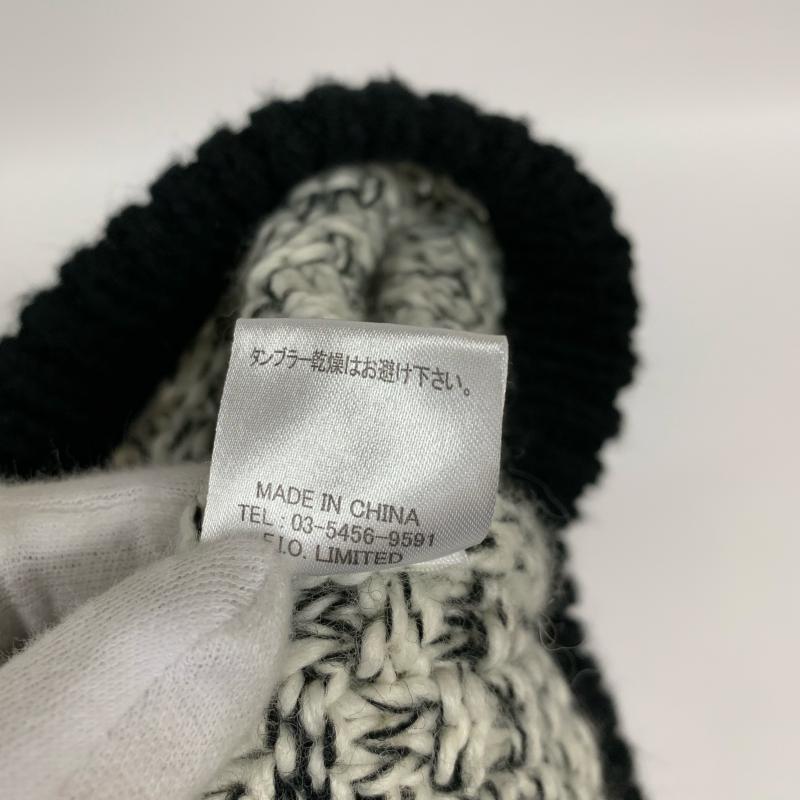 タンブラー乾燥はお避け下さい。
MADE IN CHINA
TEL : 03-5456-9591
F.I.O. LIMITED